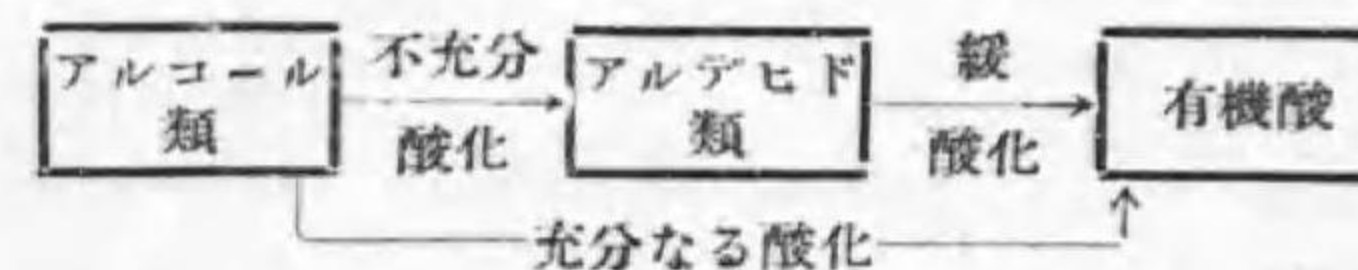 アルコール類
不充分酸化
アルデヒド類
緩酸化
有機酸
充分なる酸化